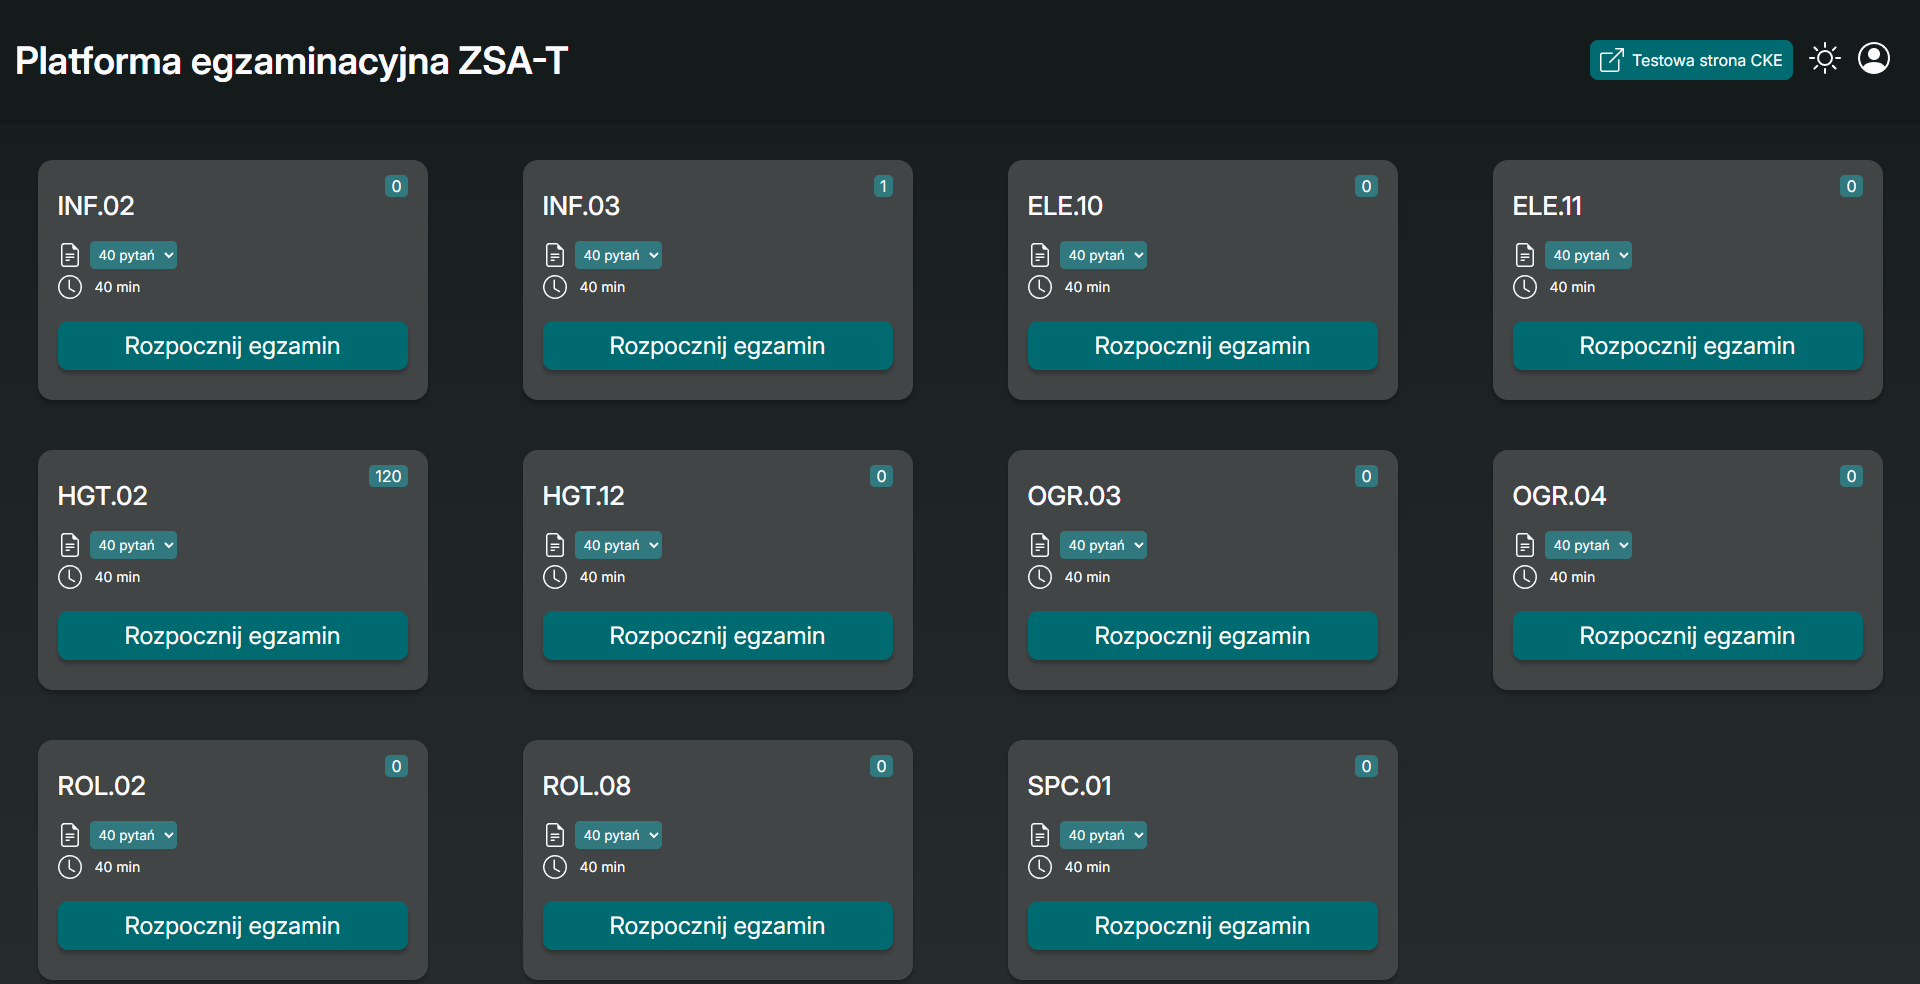 Platforma egzaminacyjna ZSA-T
Testowa strona CKE
INF.02
0
40 pytań
40 min
Rozpocznij egzamin
INF.03
1
40 pytań
40 min
Rozpocznij egzamin
ELE.10
0
40 pytań
40 min
Rozpocznij egzamin
ELE.11
0
40 pytań
40 min
Rozpocznij egzamin
HGT.02
120
40 pytań
40 min
Rozpocznij egzamin
HGT.12
0
40 pytań
40 min
Rozpocznij egzamin
OGR.03
0
40 pytań
40 min
Rozpocznij egzamin
OGR.04
0
40 pytań
40 min
Rozpocznij egzamin
ROL.02
0
40 pytań
40 min
Rozpocznij egzamin
ROL.08
0
40 pytań
40 min
Rozpocznij egzamin
SPC.01
0
40 pytań
40 min
Rozpocznij egzamin